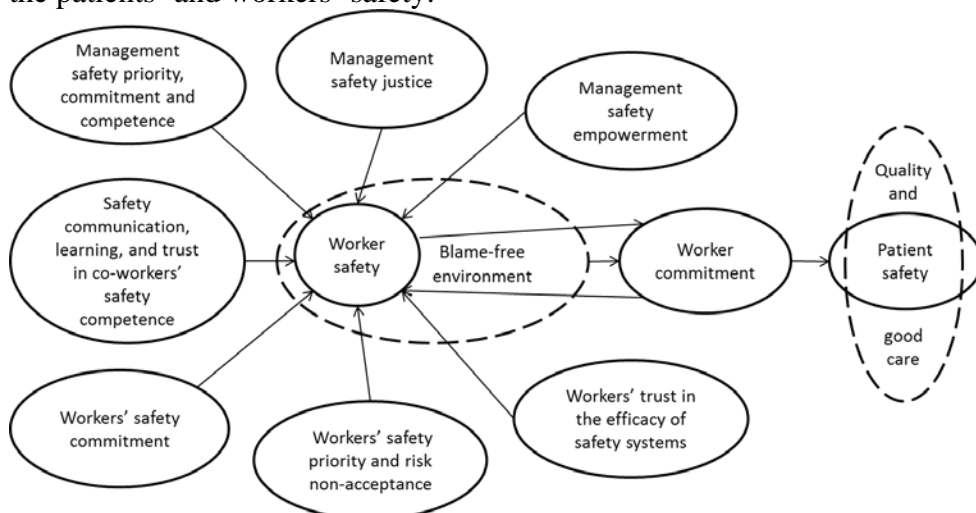 the patients' and workers' safety.
Management
safety priority,
commitment and
competence
Management
safety justice
Management
safety
empowerment
Safety
communication,
learning, and trust
in co-workers'
safety
competence
Worker
safety
Blame-free
environment
Worker
commitment
Quality
and
Patient
safety
good
care
Workers' safety
commitment
Workers' safety
priority and risk
non-acceptance
Workers' trust in
the efficacy of
safety systems